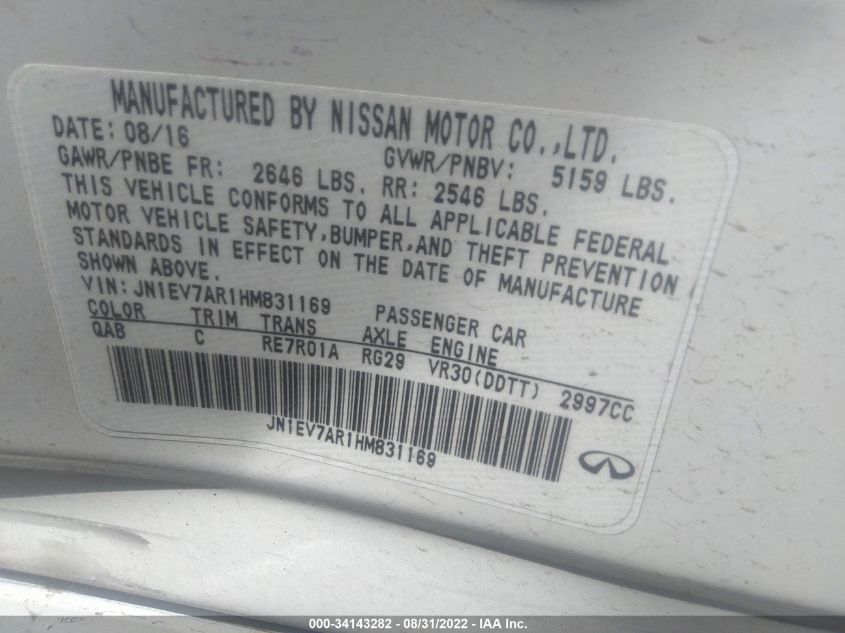 MANUFACTURED BY NISSAN MOTOR CO.,LTD.
DATE: 08/16 GVWR/PNBV: 5159 LBS.
GAWR/PNBE FR: 2646 LBS. RR: 2546 LBS.
THIS VEHICLE CONFORMS TO ALL APPLICABLE FEDERAL
MOTOR VEHICLE SAFETY,BUMPER,AND THEFT PREVENTION
STANDARDS IN EFFECT ON THE DATE OF MANUFACTURE
SHOWN ABOVE.
VIN: JN1EV7AR1HM831169 PASSENGER CAR
COLOR TRIM TRANS AXLE ENGINE
QAB C RE7R01A RG29 VR30(DDTT) 2997CC
JN1EV7AR1HM831169
000-34143282 - 08/31/2022 - IAA Inc.